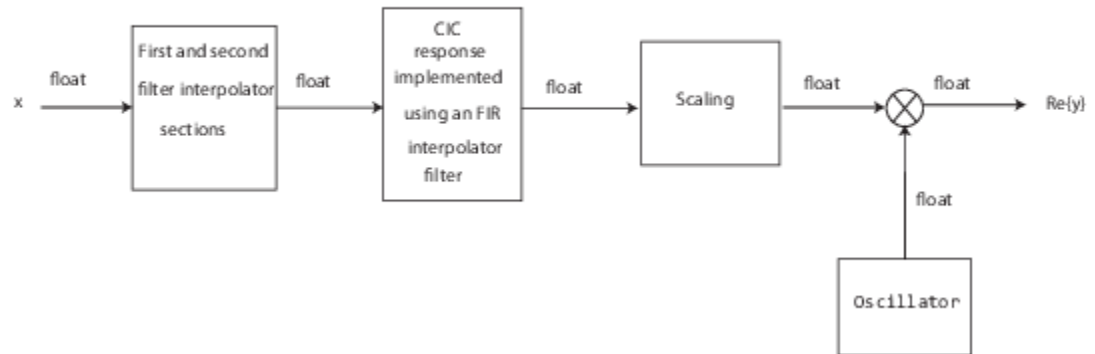 x
float
First and second
filter interpolator
sections
float
CIC
response
implemented
using an FIR
interpolator
filter
float
Scaling
float
float
Re{y}
float
Oscillator